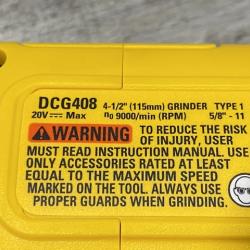 DCG408 4-1/2" (115mm) GRINDER TYPE 1
20V⎓ Max n₀ 9000/min (RPM) 5/8" - 11
⚠ WARNING TO REDUCE THE RISK
OF INJURY, USER
MUST READ INSTRUCTION MANUAL. USE
ONLY ACCESSORIES RATED AT LEAST
EQUAL TO THE MAXIMUM SPEED
MARKED ON THE TOOL. ALWAYS USE
PROPER GUARDS WHEN GRINDING.